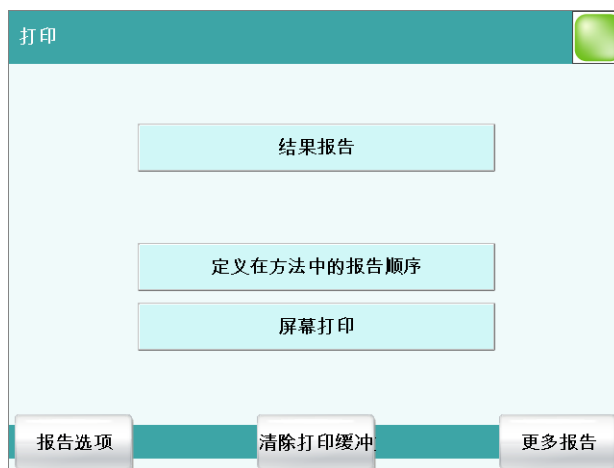 打印
结果报告
定义在方法中的报告顺序
屏幕打印
报告选项
清除打印缓冲
更多报告